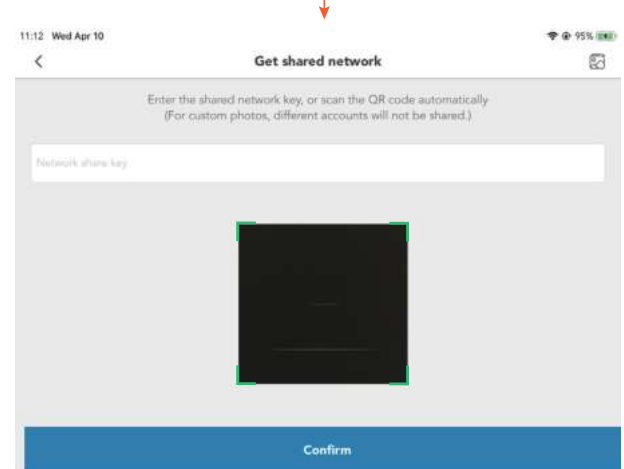 11:12 Wed Apr 10
95%
Get shared network
Enter the shared network key, or scan the QR code automatically
(For custom photos, different accounts will not be shared.)
Network share key
Confirm